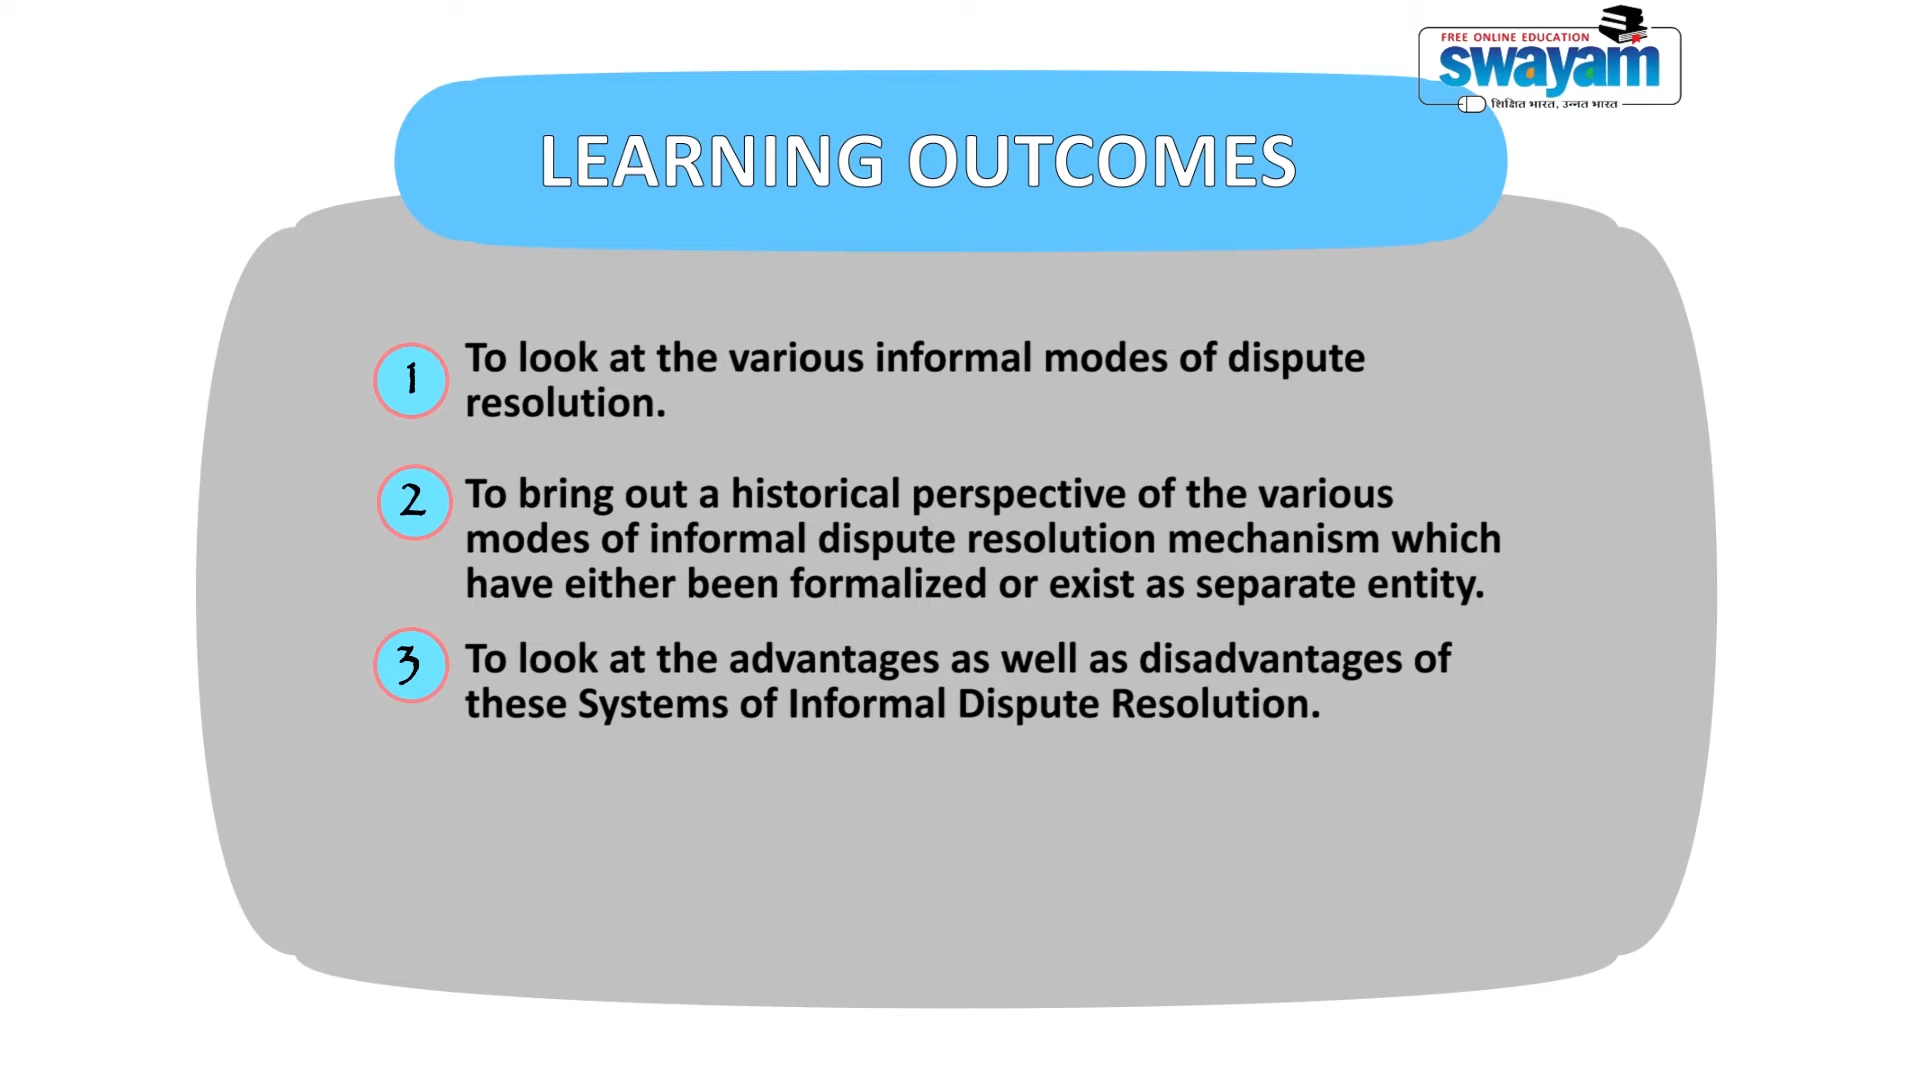 FREE ONLINE EDUCATION
swayam
शिक्षित भारत, उन्नत भारत
LEARNING OUTCOMES
1 To look at the various informal modes of dispute
resolution.
2 To bring out a historical perspective of the various
modes of informal dispute resolution mechanism which
have either been formalized or exist as separate entity.
3 To look at the advantages as well as disadvantages of
these Systems of Informal Dispute Resolution.